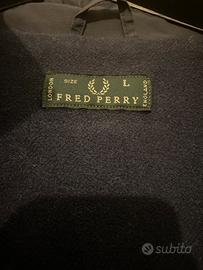 LONDON
SIZE L
FRED PERRY
ENGLAND
subito